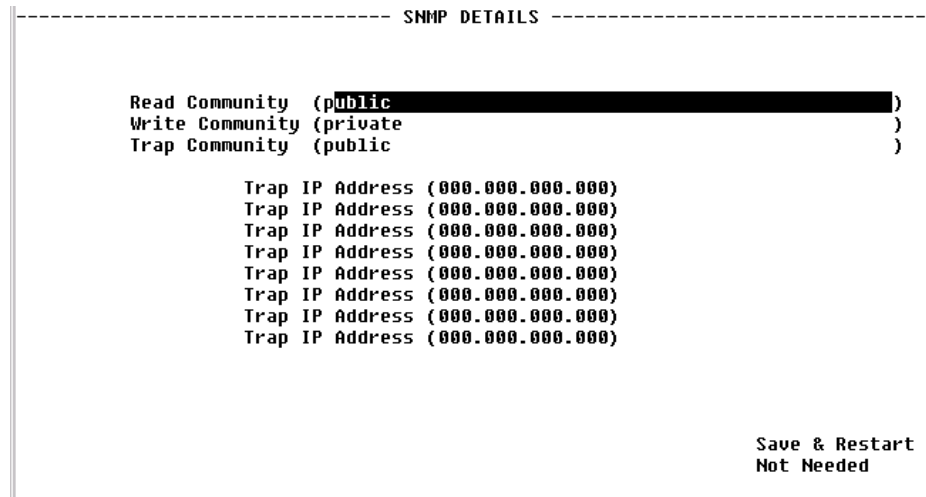 -------------------------------- SNMP DETAILS --------------------------------
Read Community (public )
Write Community (private )
Trap Community (public )
Trap IP Address (000.000.000.000)
Trap IP Address (000.000.000.000)
Trap IP Address (000.000.000.000)
Trap IP Address (000.000.000.000)
Trap IP Address (000.000.000.000)
Trap IP Address (000.000.000.000)
Trap IP Address (000.000.000.000)
Trap IP Address (000.000.000.000)
Save & Restart
Not Needed